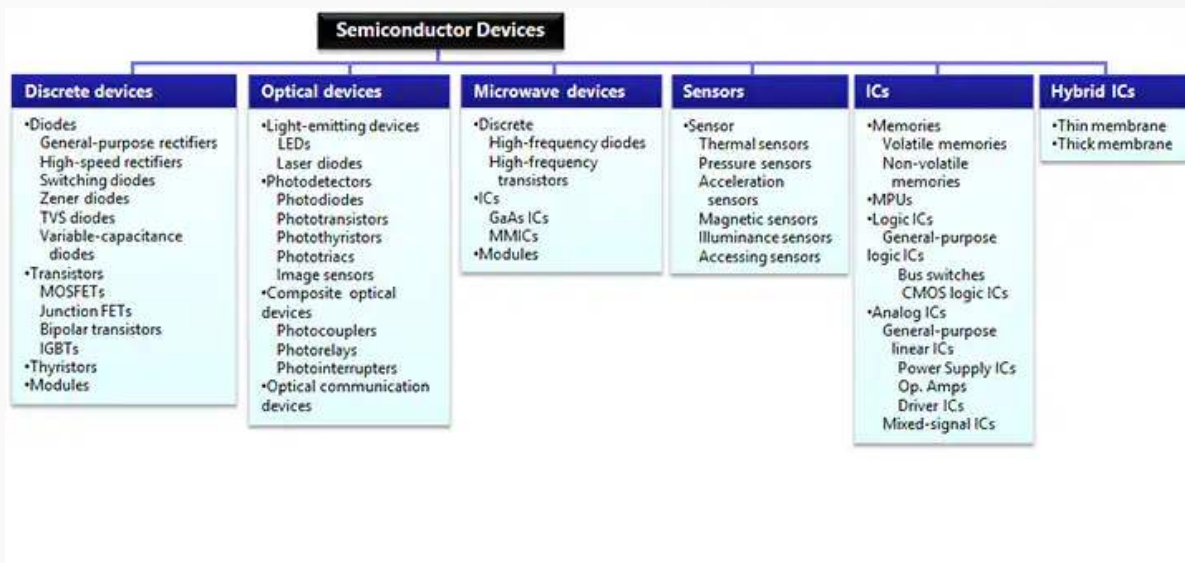 Semiconductor Devices
Discrete devices
•Diodes
General-purpose rectifiers
High-speed rectifiers
Switching diodes
Zener diodes
TVS diodes
Variable-capacitance
diodes
•Transistors
MOSFETs
Junction FETs
Bipolar transistors
IGBTs
•Thyristors
•Modules
Optical devices
•Light-emitting devices
LEDs
Laser diodes
•Photodetectors
Photodiodes
Phototransistors
Photothyristors
Phototriacs
Image sensors
•Composite optical
devices
Photocouplers
Photorelays
Photointerrupters
•Optical communication
devices
Microwave devices
•Discrete
High-frequency diodes
High-frequency
transistors
•ICs
GaAs ICs
MMICs
•Modules
Sensors
•Sensor
Thermal sensors
Pressure sensors
Acceleration
sensors
Magnetic sensors
Illuminance sensors
Accessing sensors
ICs
•Memories
Volatile memories
Non-volatile
memories
•MPUs
•Logic ICs
General-purpose
logic ICs
Bus switches
CMOS logic ICs
•Analog ICs
General-purpose
linear ICs
Power Supply ICs
Op. Amps
Driver ICs
Mixed-signal ICs
Hybrid ICs
•Thin membrane
•Thick membrane